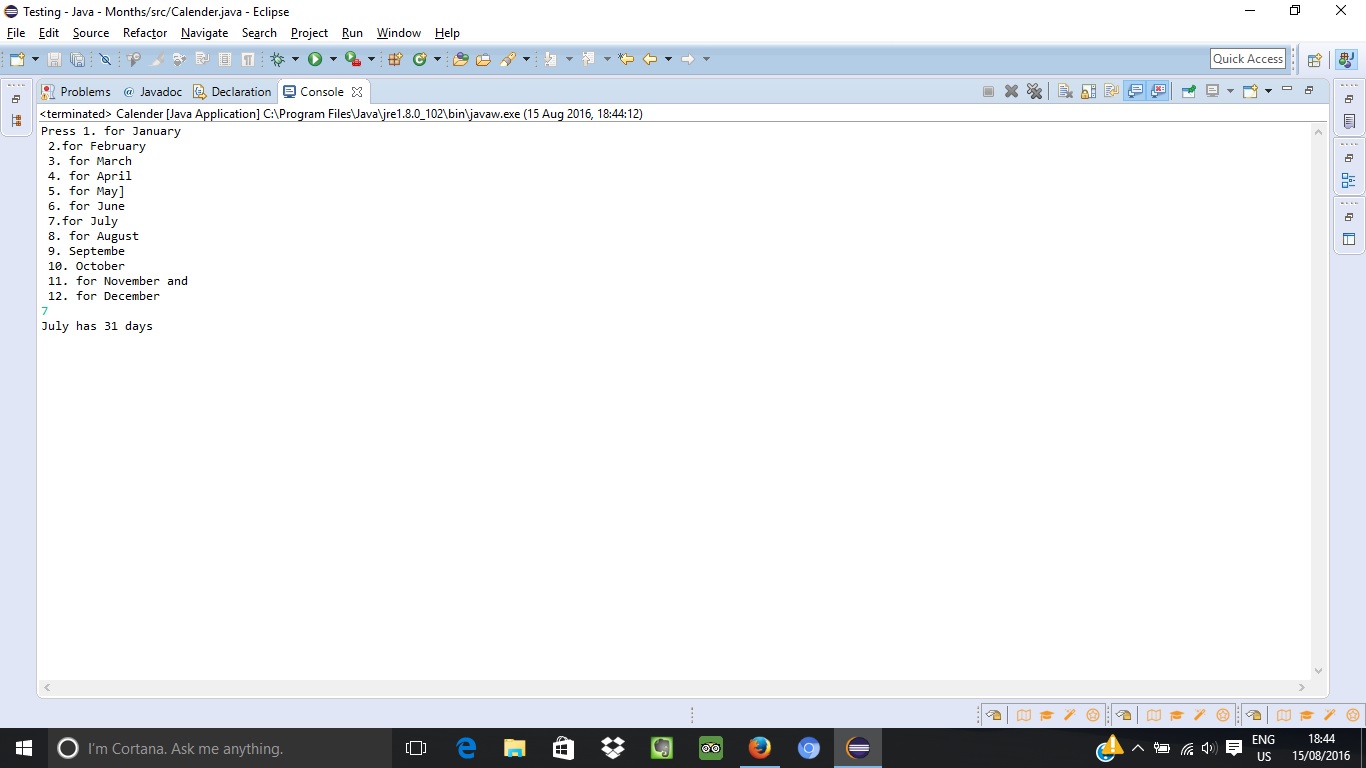 Testing - Java - Months/src/Calender.java - Eclipse
File Edit Source Refactor Navigate Search Project Run Window Help
Quick Access
Problems @ Javadoc Declaration Console
<terminated> Calender [Java Application] C:\Program Files\Java\jre1.8.0_102\bin\javaw.exe (15 Aug 2016, 18:44:12)
Press 1. for January
2.for February
3. for March
4. for April
5. for May]
6. for June
7.for July
8. for August
9. Septembe
10. October
11. for November and
12. for December
7
July has 31 days
I'm Cortana. Ask me anything.
ENG
US
18:44
15/08/2016